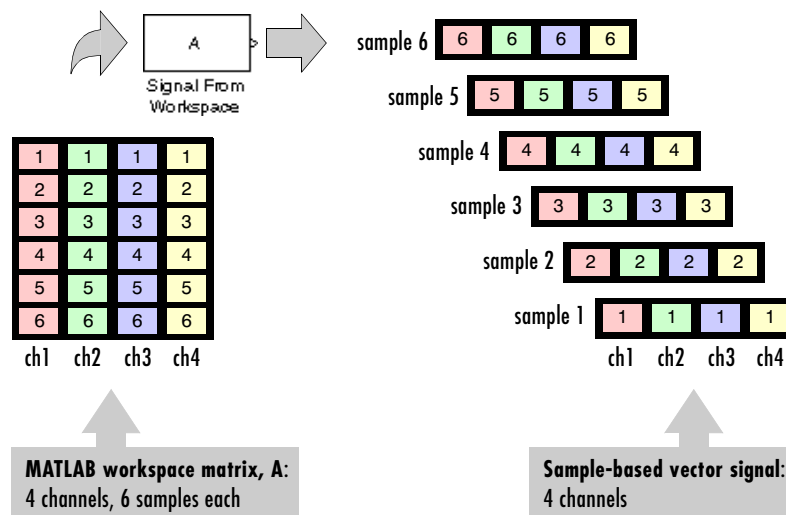 A
Signal From
Workspace
1 1 1 1
2 2 2 2
3 3 3 3
4 4 4 4
5 5 5 5
6 6 6 6
ch1 ch2 ch3 ch4
MATLAB workspace matrix, A:
4 channels, 6 samples each
sample 6 6 6 6 6
sample 5 5 5 5 5
sample 4 4 4 4 4
sample 3 3 3 3 3
sample 2 2 2 2 2
sample 1 1 1 1 1
ch1 ch2 ch3 ch4
Sample-based vector signal:
4 channels